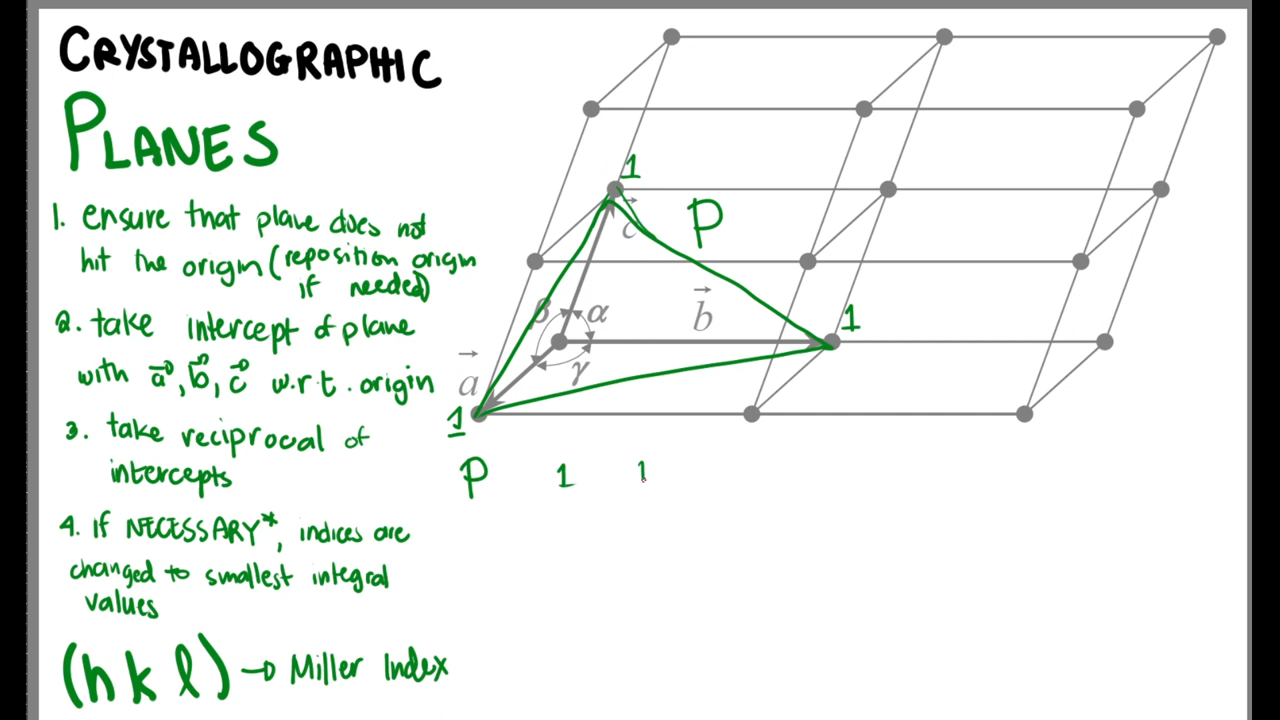 CRYSTALLOGRAPHIC
PLANES
1. ensure that plane does not
hit the origin (reposition origin
if needed)
2. take intercept of plane
with a⃗, b⃗, c⃗ w.r.t. origin
3. take reciprocal of
intercepts
4. If NECESSARY*, indices are
changed to smallest integral
values
(h k l) → Miller Index
1
P
c⃗
β α
b⃗
1
γ
a⃗
1
P 1 1